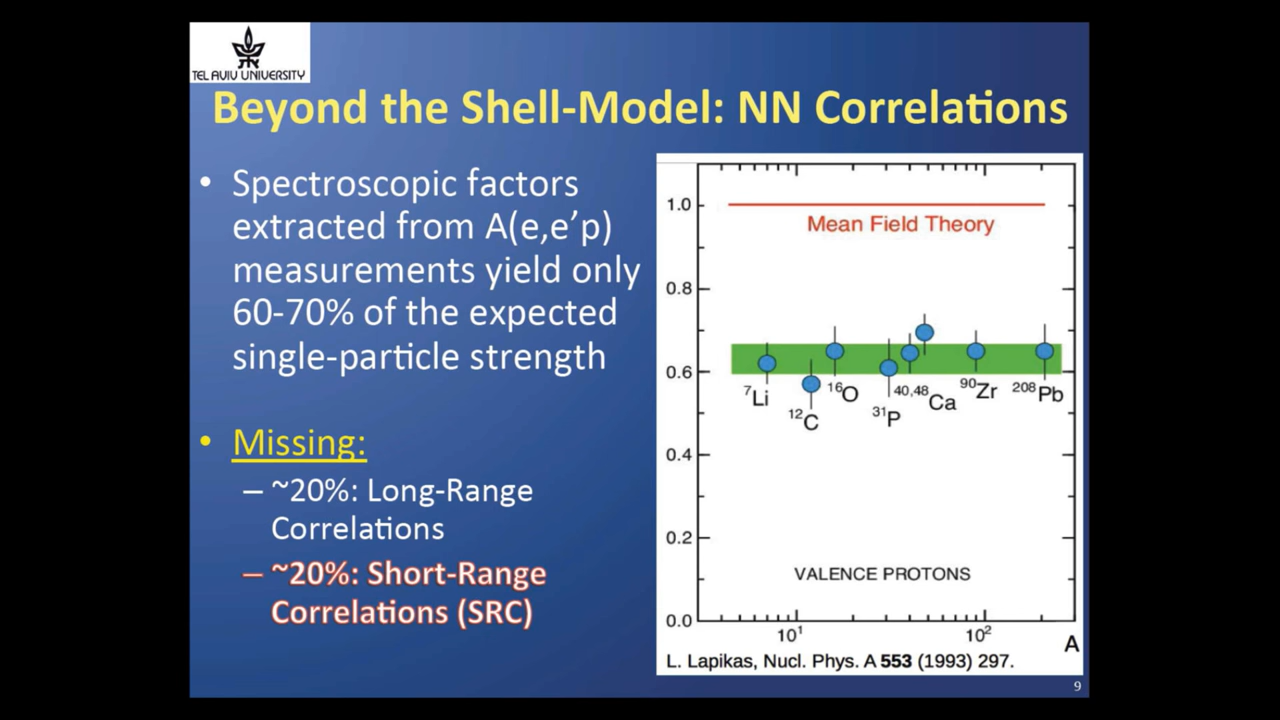 TEL AVIV UNIVERSITY
Beyond the Shell-Model: NN Correlations
• Spectroscopic factors
extracted from A(e,e’p)
measurements yield only
60-70% of the expected
single-particle strength
• Missing:
– ~20%: Long-Range
Correlations
– ~20%: Short-Range
Correlations (SRC)
1.0
Mean Field Theory
0.8
0.6
⁷Li
¹²C
¹⁶O
³¹P
⁴⁰,⁴⁸Ca
⁹⁰Zr
²⁰⁸Pb
0.4
0.2
VALENCE PROTONS
0.0
10¹
10²
A
L. Lapikas, Nucl. Phys. A 553 (1993) 297.
9